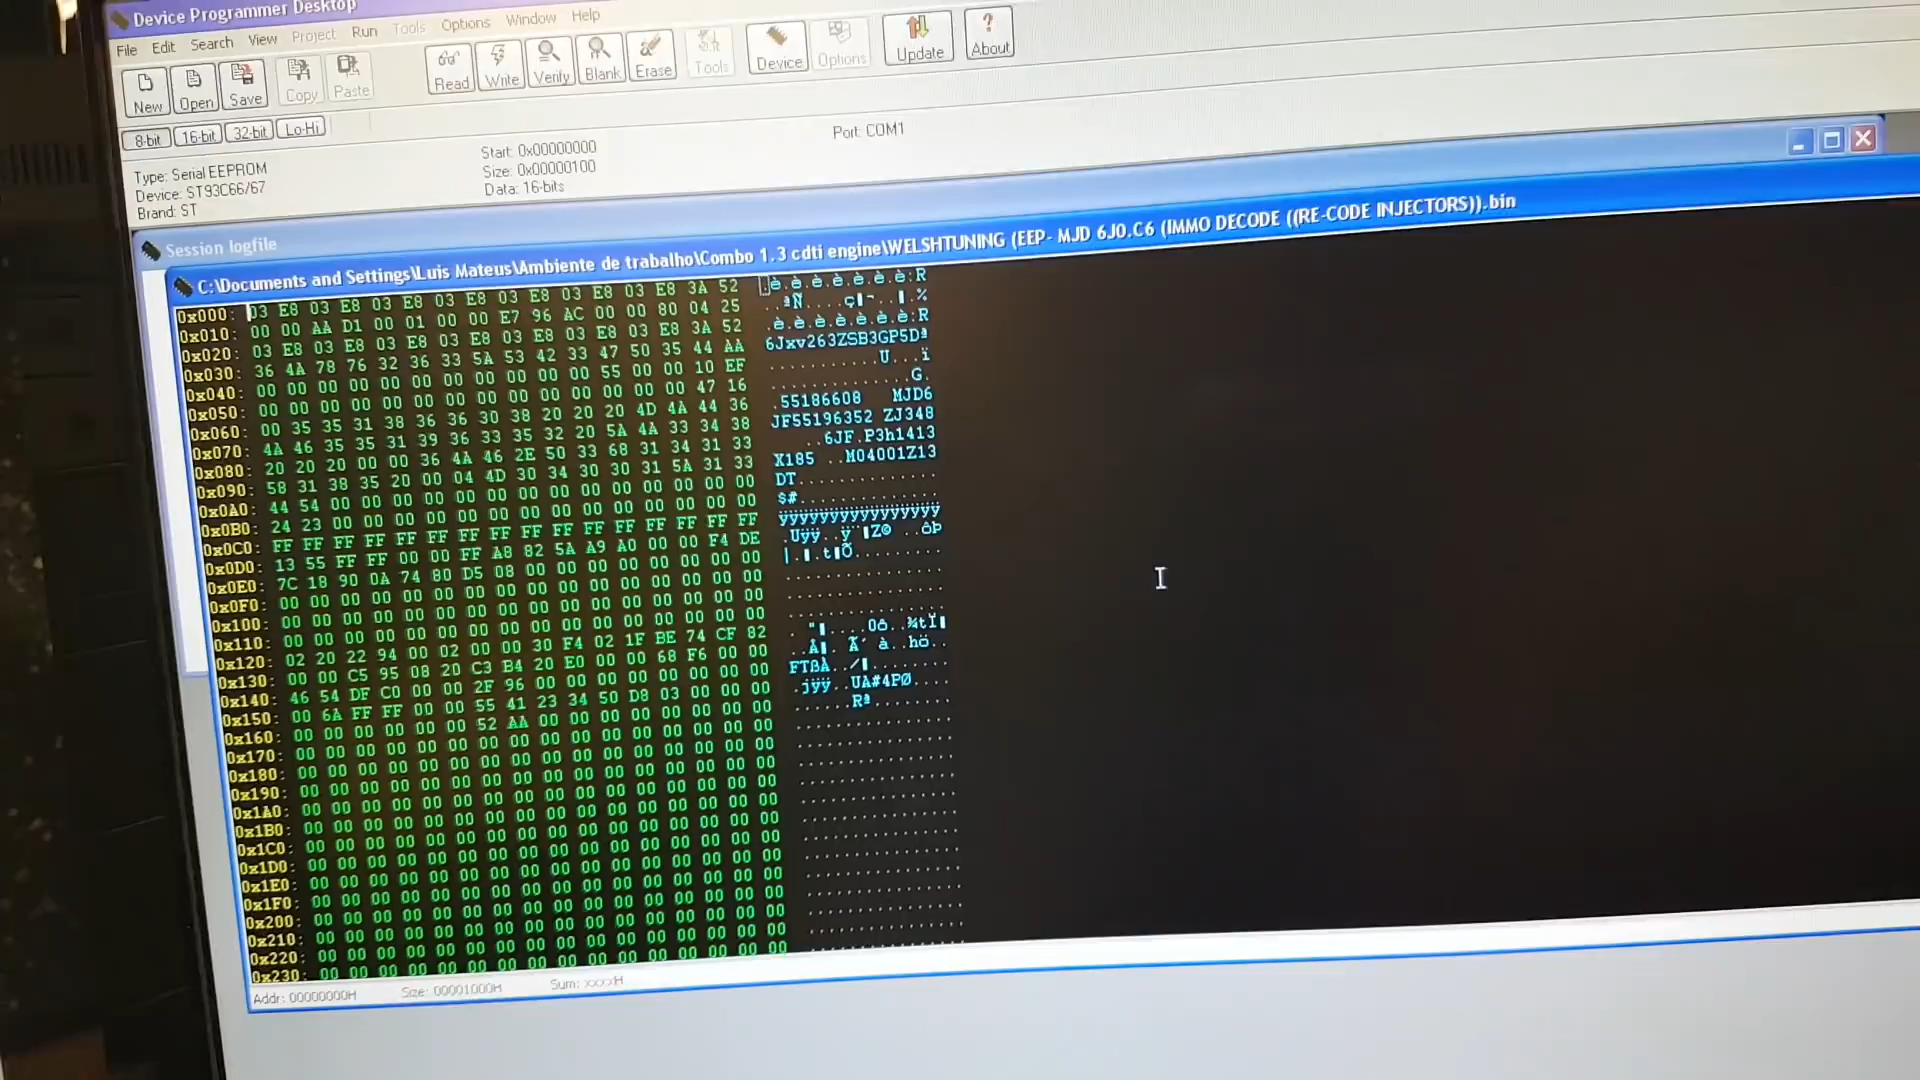 Device Programmer Desktop
File Edit Search View Project Run Tools Options Window Help
New Open Save Copy Paste Read Write Verify Blank Erase Tools Device Options Update About
8-bit 16-bit 32-bit Lo-Hi
Type: Serial EEPROM
Device: ST93C66/67
Brand: ST
Start: 0x00000000
Size: 0x00000100
Data: 16-bits
Port: COM1
Session logfile
C:\Documents and Settings\Luis Mateus\Ambiente de trabalho\Combo 1.3 cdti engine\WELSHTUNING (EEP- MJD 6J0.C6 (IMMO DECODE ((RE-CODE INJECTORS)).bin
0x000: 03 E8 03 E8 03 E8 03 E8 03 E8 03 E8 03 E8 3A 52 .è.è.è.è.è.è.è:R
0x010: 00 00 AA D1 00 01 00 00 E7 96 AC 00 00 80 04 25
0x020: 03 E8 03 E8 03 E8 03 E8 03 E8 03 E8 03 E8 3A 52 .è.è.è.è.è.è.è:R
0x030: 36 4A 78 76 32 36 33 5A 53 42 33 47 50 35 44 AA 6Jxv263ZSB3GP5Dª
0x040: 00 00 00 00 00 00 00 00 00 00 00 55 00 00 10 EF ...........U...ï
0x050: 00 00 00 00 00 00 00 00 00 00 00 00 00 00 47 16 ..............G.
0x060: 00 35 35 31 38 36 36 30 38 20 20 20 4D 4A 44 36 .55186608   MJD6
0x070: 4A 46 35 35 31 39 36 33 35 32 20 5A 4A 33 34 38 JF55196352 ZJ348
0x080: 20 20 20 00 00 36 4A 46 2E 50 33 68 31 34 31 33 ..6JF.P3h1413
0x090: 58 31 38 35 20 00 04 4D 30 34 30 30 31 5A 31 33 X185 ..M04001Z13
0x0A0: 44 54 00 00 00 00 00 00 00 00 00 00 00 00 00 00 DT..............
0x0B0: 24 23 00 00 00 00 00 00 00 00 00 00 00 00 00 00 $#..............
0x0C0: FF FF FF FF FF FF FF FF FF FF FF FF FF FF FF FF ÿÿÿÿÿÿÿÿÿÿÿÿÿÿÿÿ
0x0D0: 13 55 FF FF 00 00 FF A8 82 5A A9 A0 00 00 F4 DE
0x0E0: 7C 18 90 0A 74 80 D5 08 00 00 00 00 00 00 00 00
0x0F0: 00 00 00 00 00 00 00 00 00 00 00 00 00 00 00 00 ................
0x100: 00 00 00 00 00 00 00 00 00 00 00 00 00 00 00 00 ................
0x110: 00 00 00 00 00 00 00 00 00 00 00 00 00 00 00 00 ................
0x120: 02 20 22 94 00 02 00 00 30 F4 02 1F BE 74 CF 82
0x130: 00 00 C5 95 08 20 C3 B4 20 E0 00 00 68 F6 00 00
0x140: 46 54 DF C0 00 00 2F 96 00 00 00 00 00 00 00 00
0x150: 00 6A FF FF 00 00 55 41 23 34 50 D8 03 00 00 00 .jÿÿ..UA#4PØ....
0x160: 00 00 00 00 00 00 52 AA 00 00 00 00 00 00 00 00 ......Rª........
0x170: 00 00 00 00 00 00 00 00 00 00 00 00 00 00 00 00 ................
0x180: 00 00 00 00 00 00 00 00 00 00 00 00 00 00 00 00 ................
0x190: 00 00 00 00 00 00 00 00 00 00 00 00 00 00 00 00 ................
0x1A0: 00 00 00 00 00 00 00 00 00 00 00 00 00 00 00 00 ................
0x1B0: 00 00 00 00 00 00 00 00 00 00 00 00 00 00 00 00 ................
0x1C0: 00 00 00 00 00 00 00 00 00 00 00 00 00 00 00 00 ................
0x1D0: 00 00 00 00 00 00 00 00 00 00 00 00 00 00 00 00 ................
0x1E0: 00 00 00 00 00 00 00 00 00 00 00 00 00 00 00 00 ................
0x1F0: 00 00 00 00 00 00 00 00 00 00 00 00 00 00 00 00 ................
0x200: 00 00 00 00 00 00 00 00 00 00 00 00 00 00 00 00 ................
0x210: 00 00 00 00 00 00 00 00 00 00 00 00 00 00 00 00 ................
0x220: 00 00 00 00 00 00 00 00 00 00 00 00 00 00 00 00 ................
0x230: 00 00 00 00 00 00 00 00 00 00 00 00 00 00 00 00 ................
Addr: 00000000H Size: 00001000H Sum: xxxxH